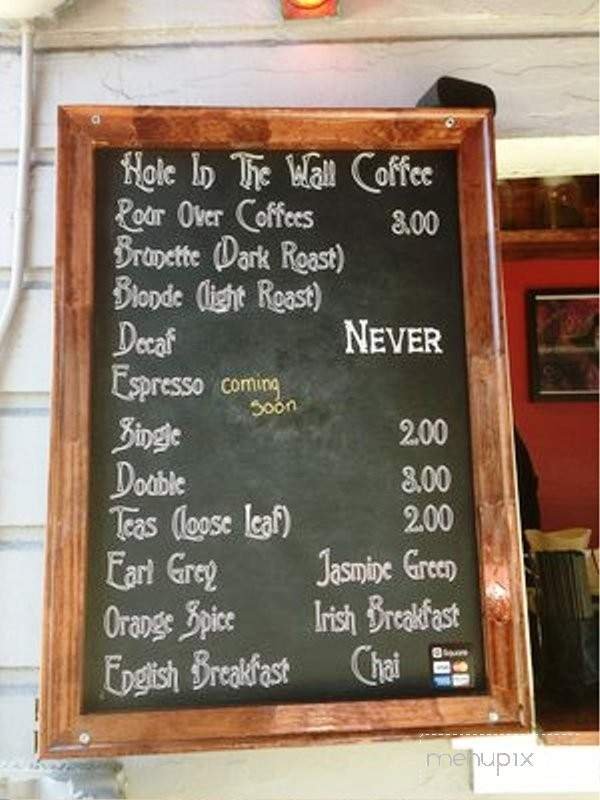 Hole In The Wall Coffee
Pour Over Coffees 3.00
Brunette (Dark Roast)
Blonde (light Roast)
Decaf NEVER
Espresso coming soon
Single 2.00
Double 3.00
Teas (loose leaf) 2.00
Earl Grey Jasmine Green
Orange Spice Irish Breakfast
English Breakfast Chai
Square
VISA
menupix